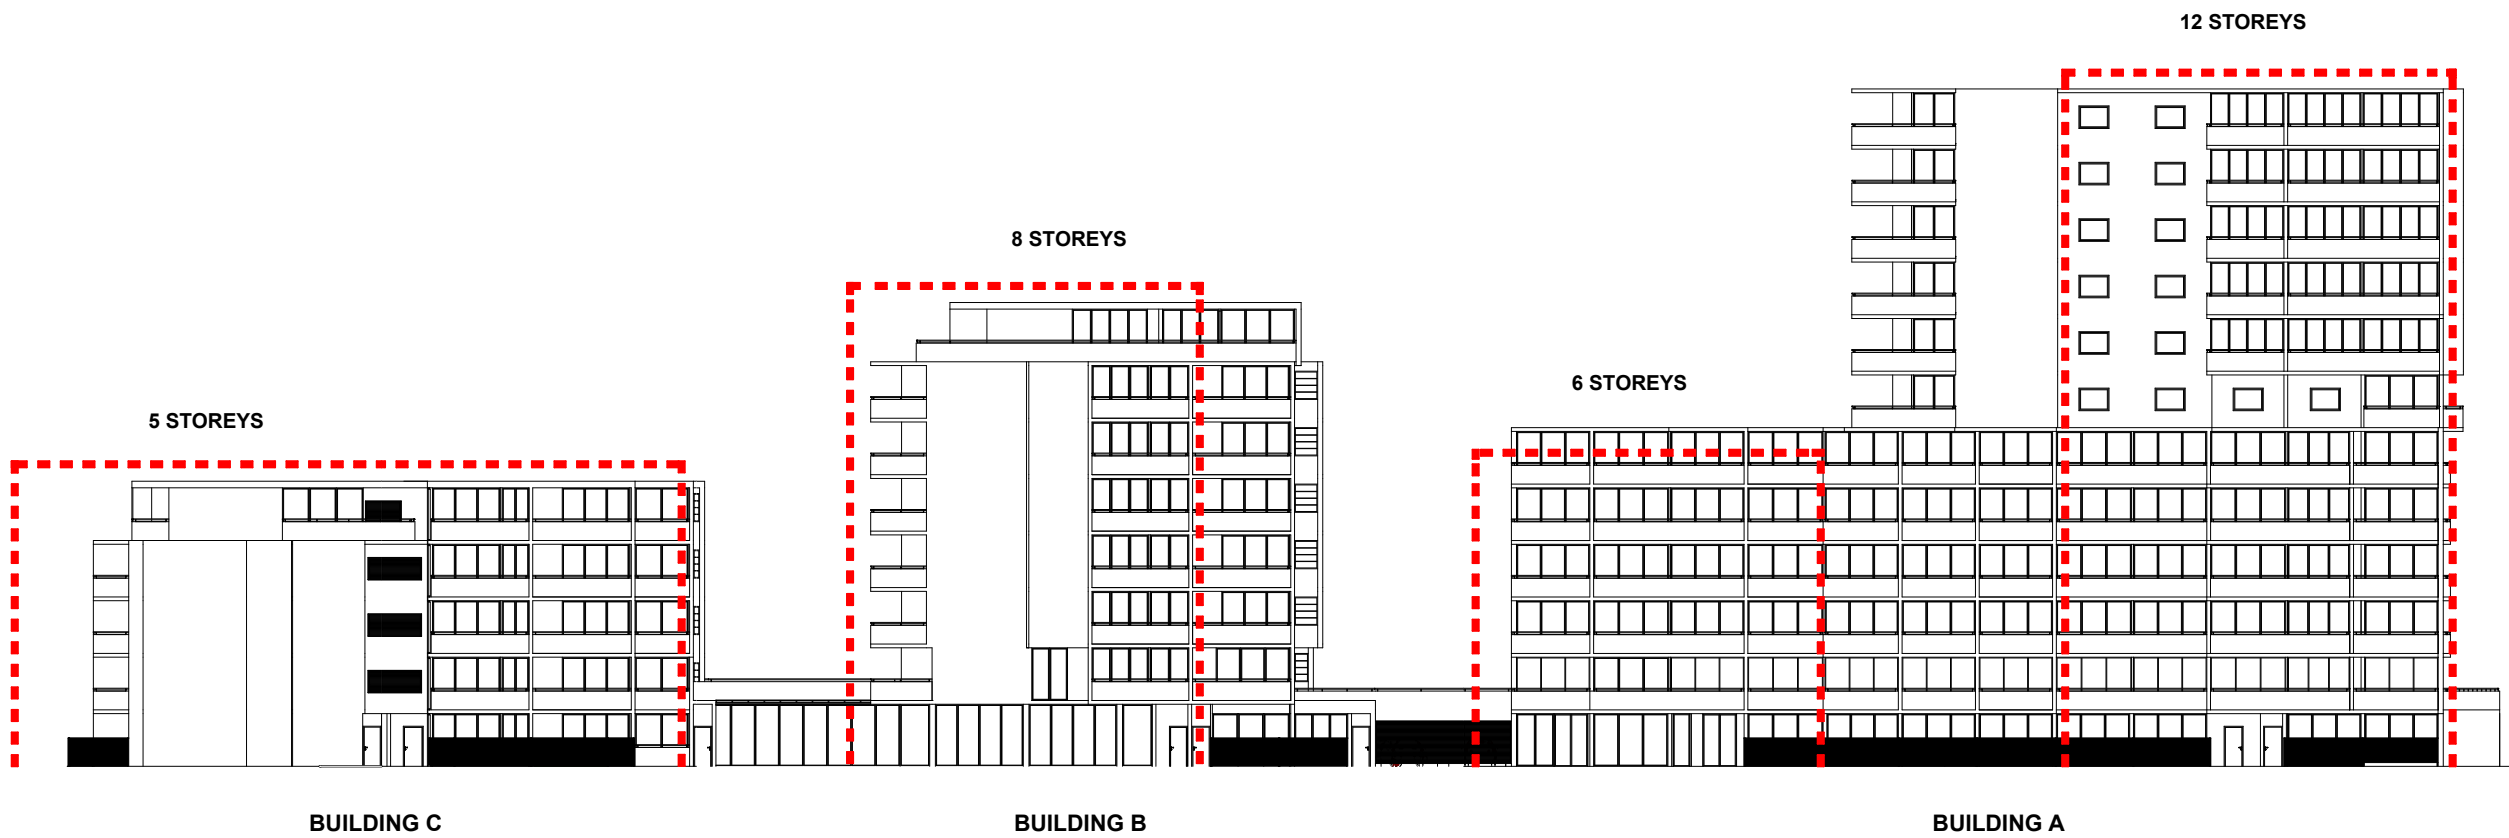 12 STOREYS
8 STOREYS
6 STOREYS
5 STOREYS
BUILDING C
BUILDING B
BUILDING A